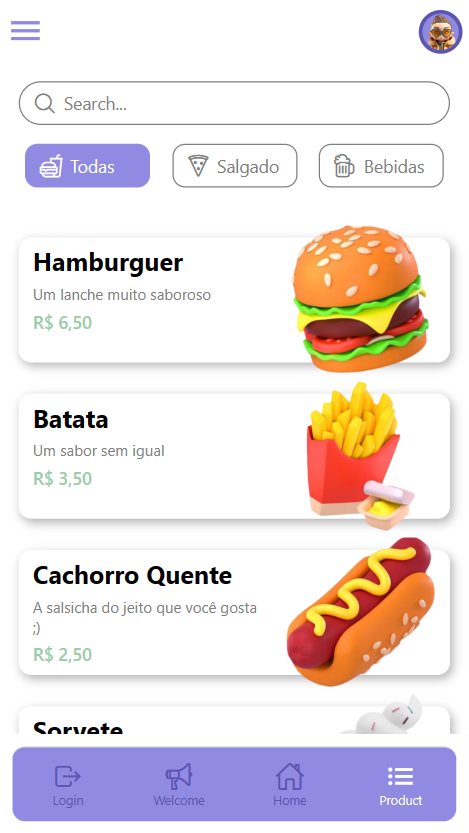 Search...
Todas
Salgado
Bebidas
Hamburguer
Um lanche muito saboroso
R$ 6,50
Batata
Um sabor sem igual
R$ 3,50
Cachorro Quente
A salsicha do jeito que você gosta
;)
R$ 2,50
Sorvete
Login
Welcome
Home
Product